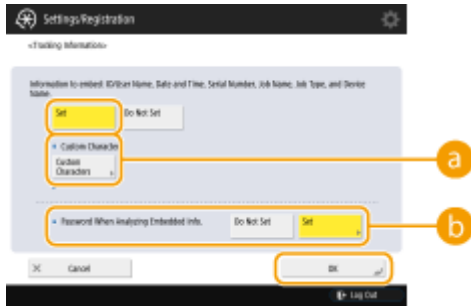 Settings/Registration
<Tracking Information>
Information to embed: ID/User Name, Date and Time, Serial Number, Job Name, Job Type, and Device
Name.
Set
Do Not Set
Custom Character
Custom
Characters
a
Password When Analyzing Embedded Info.
Do Not Set
Set
b
Cancel
OK
Log Out